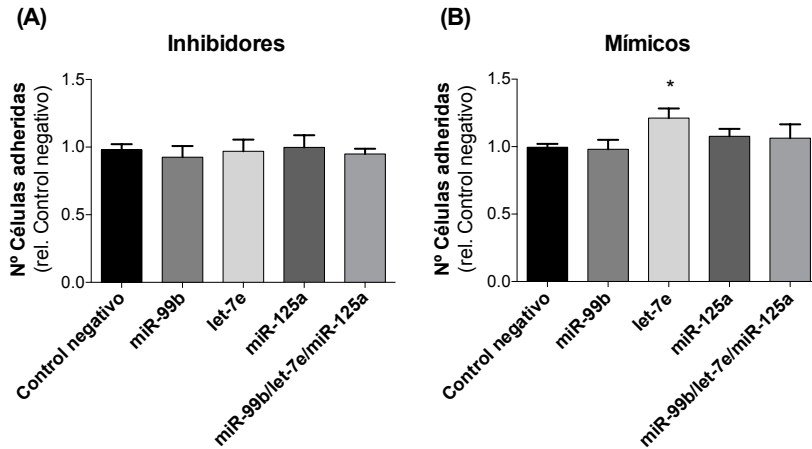 (A)
Inhibidores
Nº Células adheridas
(rel. Control negativo)
1.5
1.0
0.5
0.0
Control negativo
miR-99b
let-7e
miR-125a
miR-99b/let-7e/miR-125a
(B)
Mímicos
*
Nº Células adheridas
(rel. Control negativo)
1.5
1.0
0.5
0.0
Control negativo
miR-99b
let-7e
miR-125a
miR-99b/let-7e/miR-125a